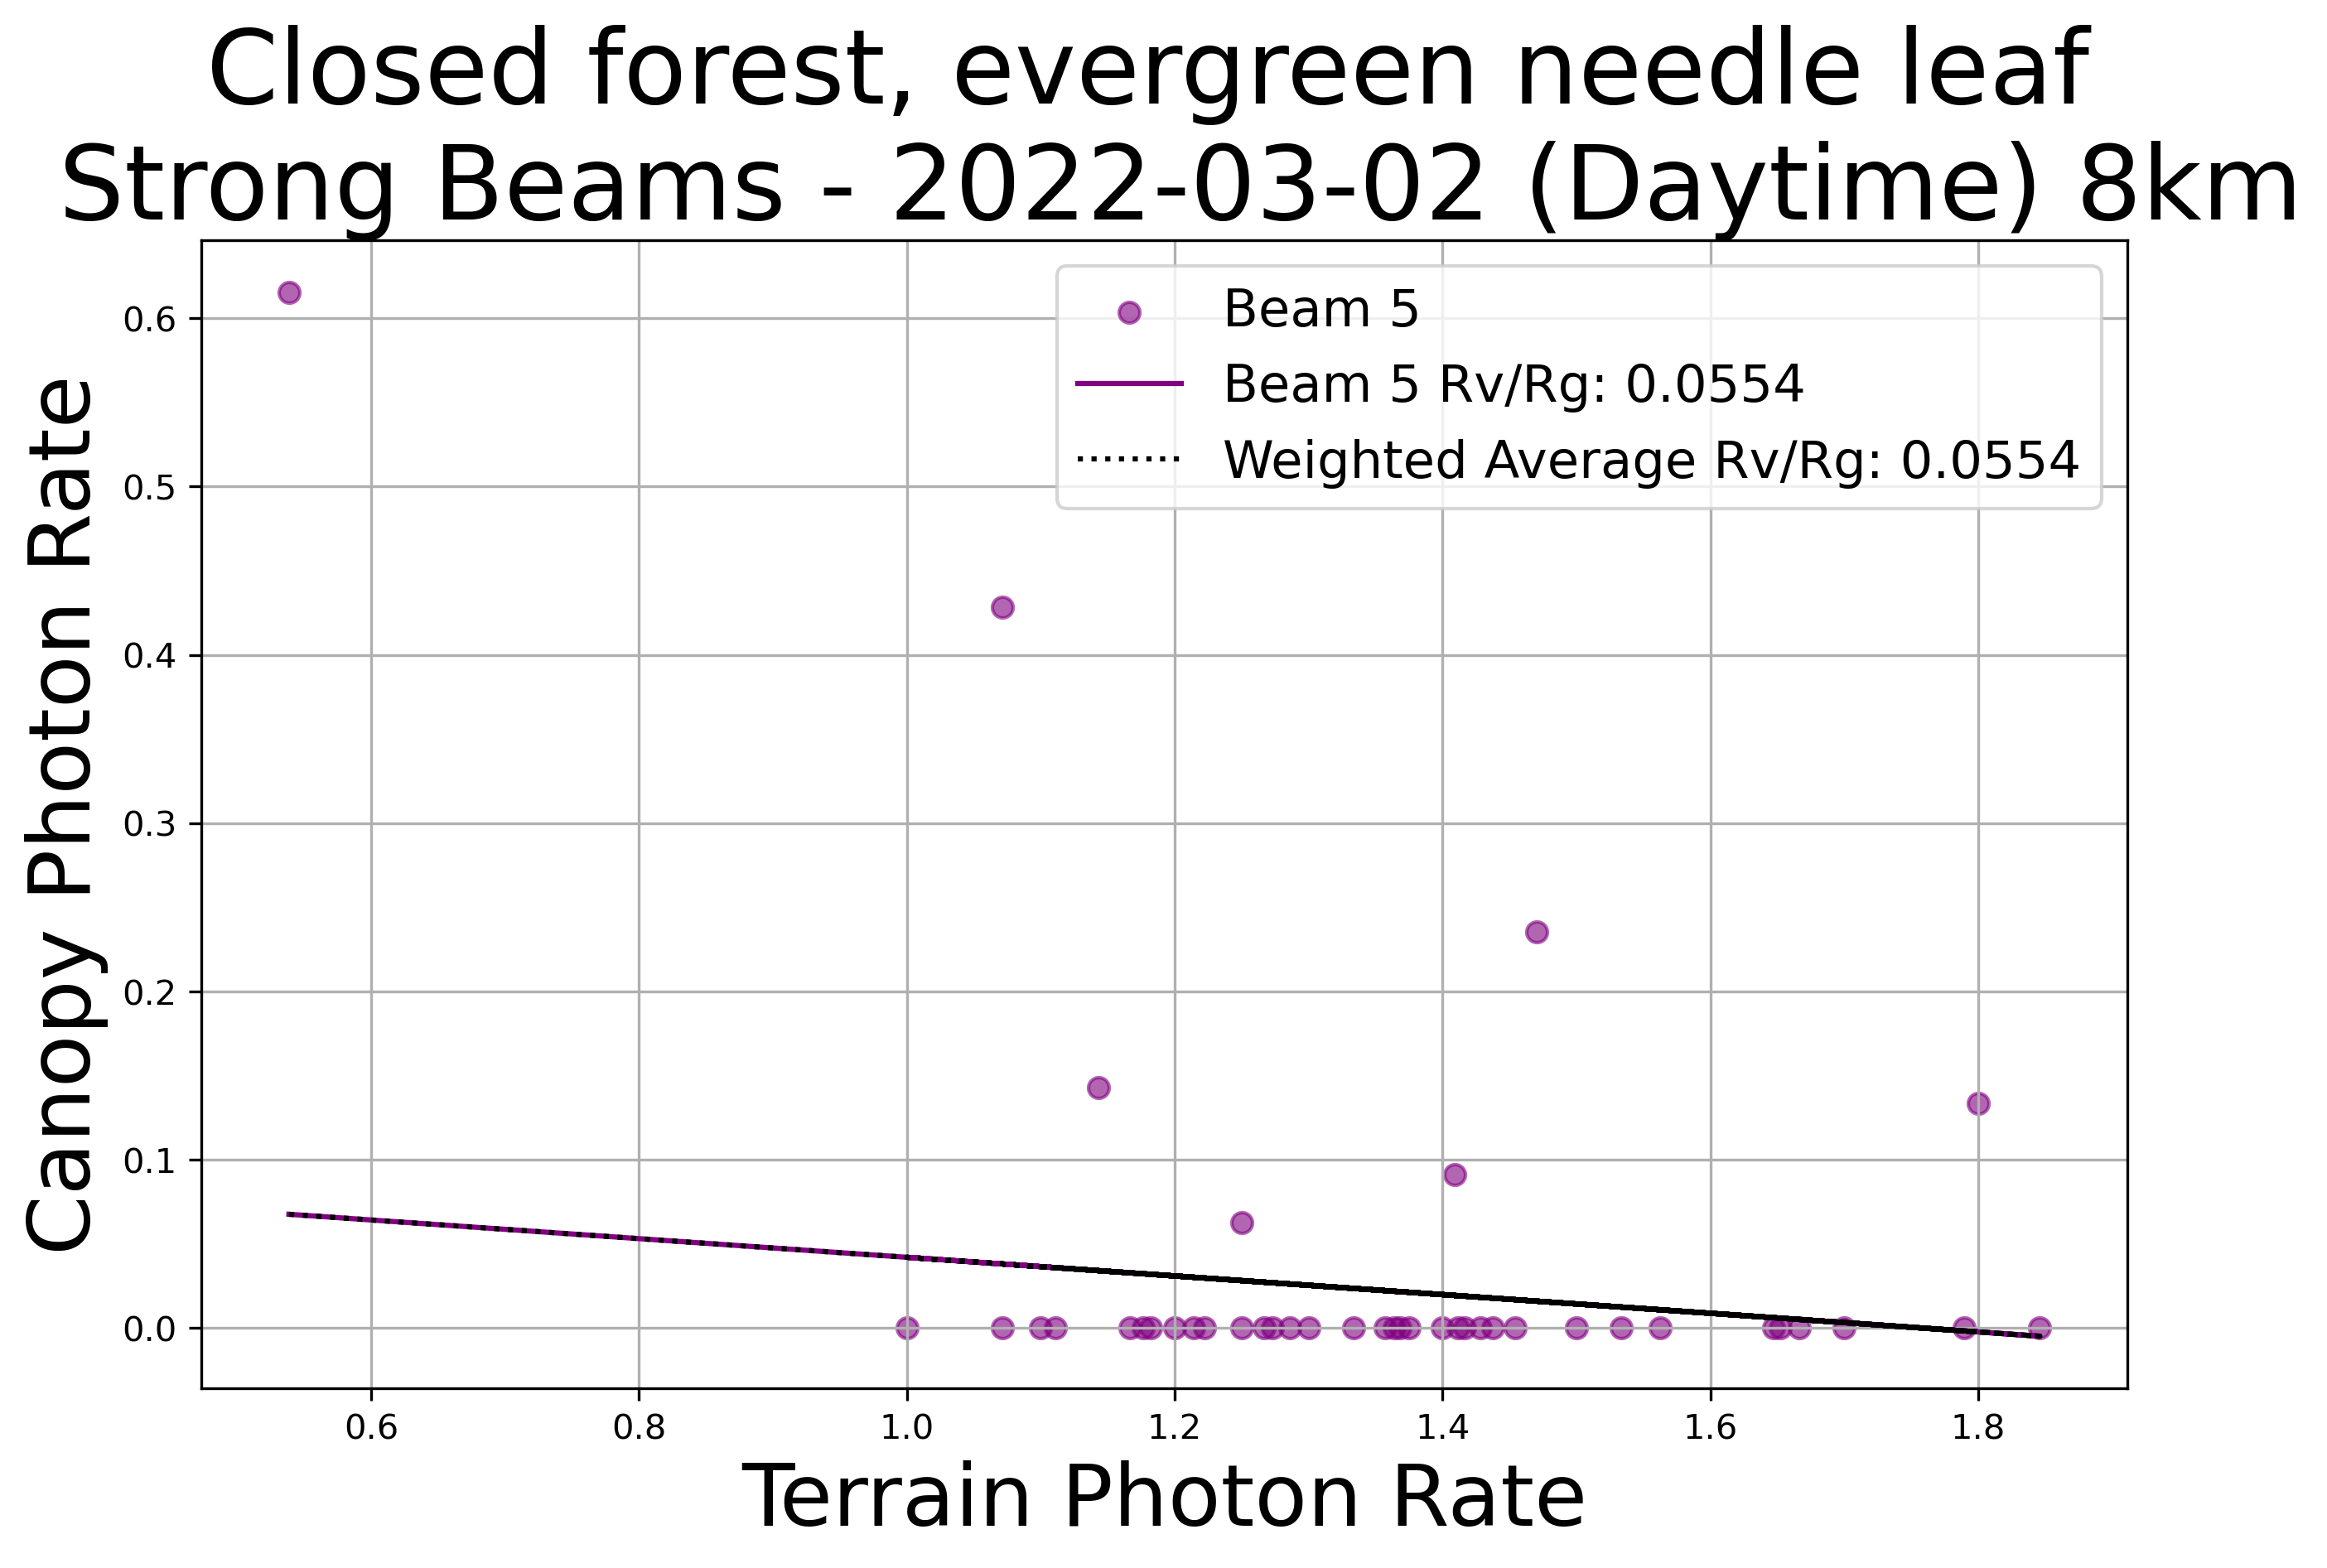 Closed forest, evergreen needle leaf
Strong Beams - 2022-03-02 (Daytime) 8km
Beam 5
Beam 5 Rv/Rg: 0.0554
Weighted Average Rv/Rg: 0.0554
Canopy Photon Rate
0.6
0.5
0.4
0.3
0.2
0.1
0.0
0.6 0.8 1.0 1.2 1.4 1.6 1.8
Terrain Photon Rate